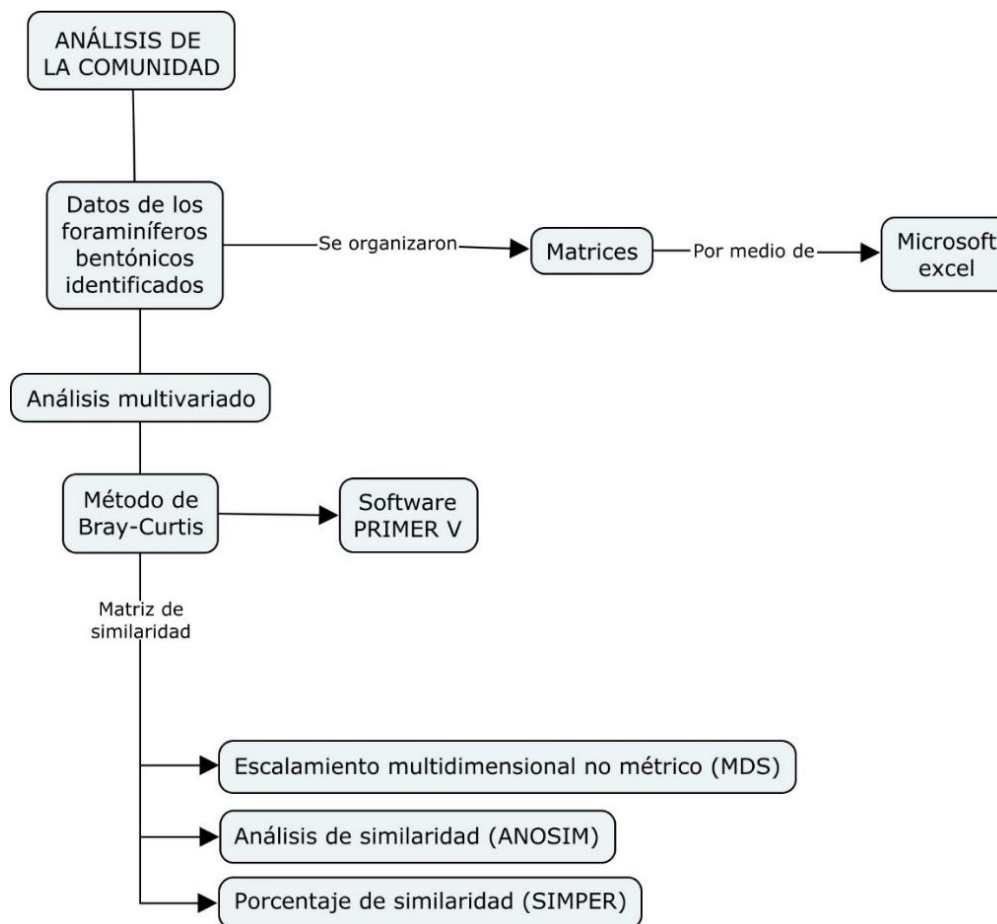 ANÁLISIS DE
LA COMUNIDAD
Datos de los
foraminíferos
bentónicos
identificados
Se organizaron
Matrices
Por medio de
Microsoft
excel
Análisis multivariado
Método de
Bray-Curtis
Software
PRIMER V
Matriz de
similaridad
Escalamiento multidimensional no métrico (MDS)
Análisis de similaridad (ANOSIM)
Porcentaje de similaridad (SIMPER)